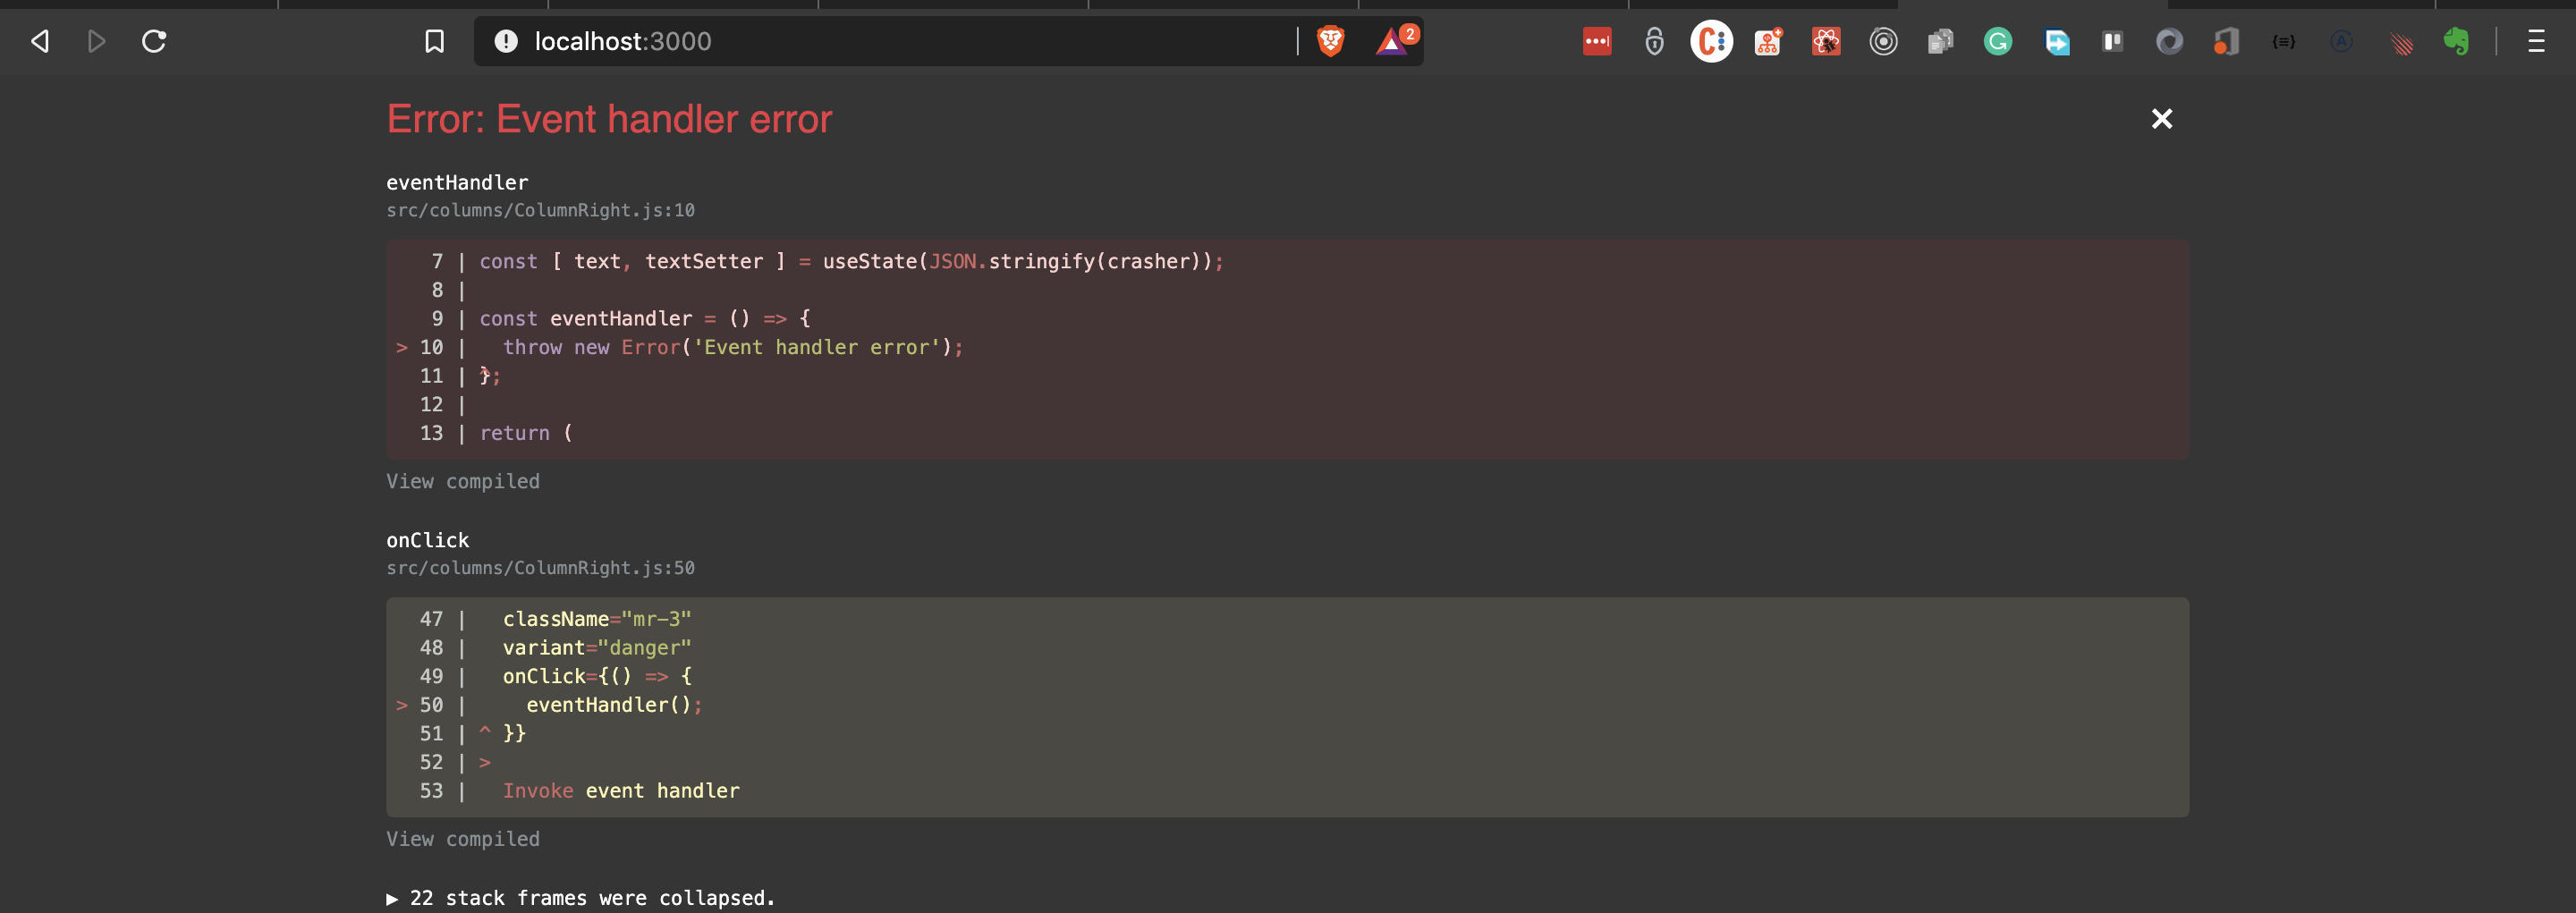 localhost:3000
2
Error: Event handler error
eventHandler
src/columns/ColumnRight.js:10
7 | const [ text, textSetter ] = useState(JSON.stringify(crasher));
8 |
9 | const eventHandler = () => {
> 10 |   throw new Error('Event handler error');
11 | };
12 |
13 | return (
View compiled
onClick
src/columns/ColumnRight.js:50
47 |   className="mr-3"
48 |   variant="danger"
49 |   onClick={() => {
> 50 |     eventHandler();
51 | ^ }}
52 | >
53 |   Invoke event handler
View compiled
▶ 22 stack frames were collapsed.